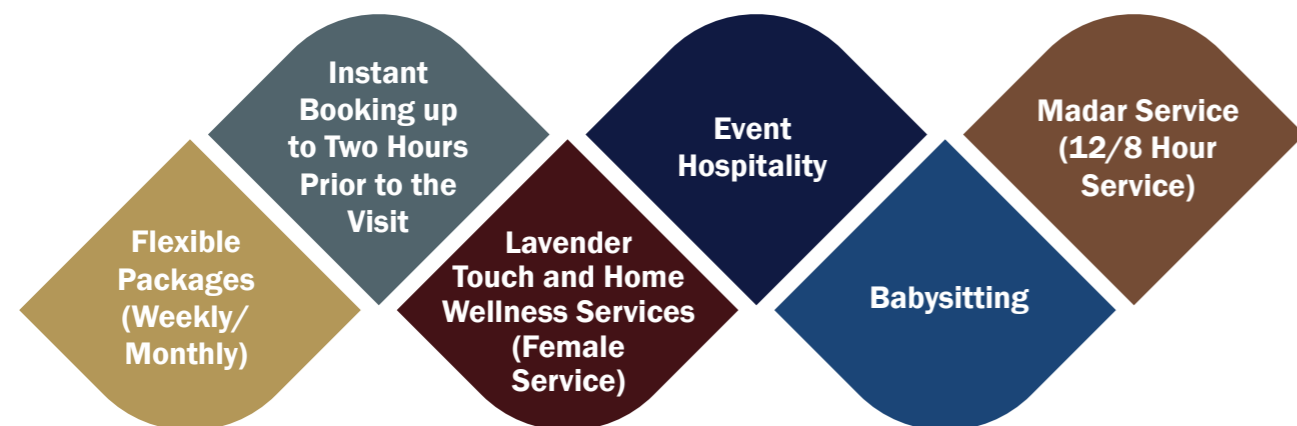 Flexible
Packages
(Weekly/
Monthly)
Instant
Booking up
to Two Hours
Prior to the
Visit
Lavender
Touch and Home
Wellness Services
(Female
Service)
Event
Hospitality
Babysitting
Madar Service
(12/8 Hour
Service)